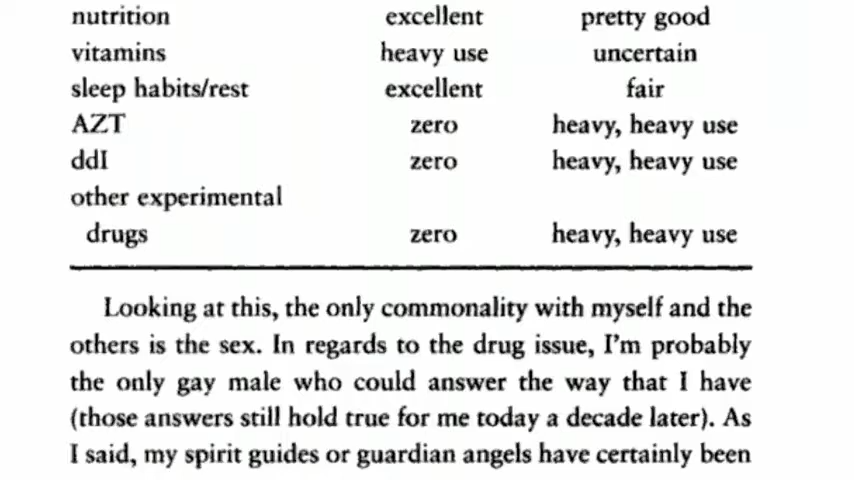 nutrition excellent pretty good
vitamins heavy use uncertain
sleep habits/rest excellent fair
AZT zero heavy, heavy use
ddI zero heavy, heavy use
other experimental
drugs zero heavy, heavy use
Looking at this, the only commonality with myself and the
others is the sex. In regards to the drug issue, I'm probably
the only gay male who could answer the way that I have
(those answers still hold true for me today a decade later). As
I said, my spirit guides or guardian angels have certainly been